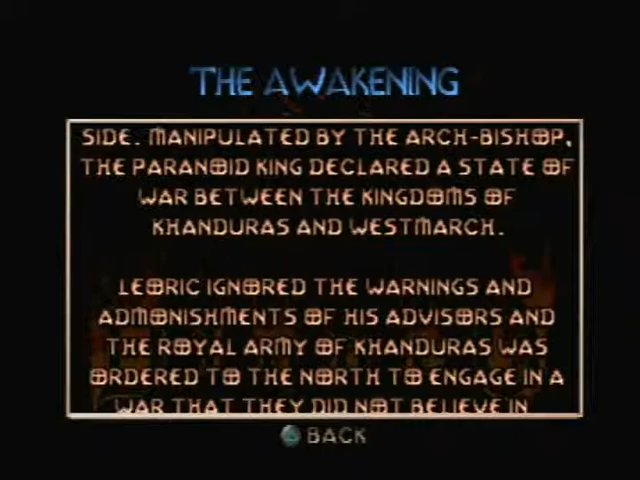 THE AWAKENING
SIDE. MANIPULATED BY THE ARCH-BISHOP,
THE PARANOID KING DECLARED A STATE OF
WAR BETWEEN THE KINGDOMS OF
KHANDURAS AND WESTMARCH.
LEORIC IGNORED THE WARNINGS AND
ADMONISHMENTS OF HIS ADVISORS AND
THE ROYAL ARMY OF KHANDURAS WAS
ORDERED TO THE NORTH TO ENGAGE IN A
WAR THAT THEY DID NOT BELIEVE IN
BACK